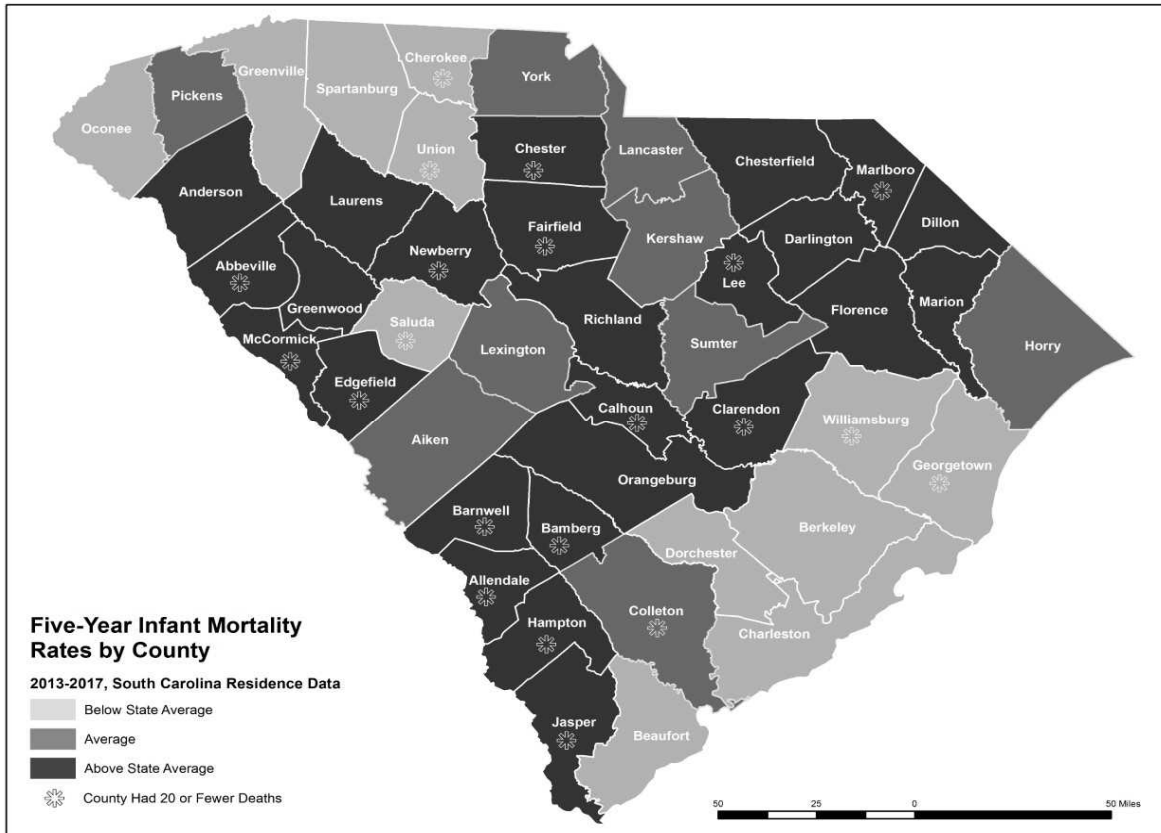 Cherokee
York
Greenville
Spartanburg
Pickens
Oconee
Union
Chester
Lancaster
Chesterfield
Marlboro
Anderson
Laurens
Dillon
Fairfield
Kershaw
Darlington
Newberry
Abbeville
Lee
Greenwood
Richland
Florence
Marion
Saluda
McCormick
Lexington
Sumter
Horry
Edgefield
Calhoun
Clarendon
Williamsburg
Aiken
Georgetown
Orangeburg
Barnwell
Bamberg
Berkeley
Dorchester
Allendale
Colleton
Hampton
Charleston
Jasper
Beaufort
Five-Year Infant Mortality
Rates by County
2013-2017, South Carolina Residence Data
Below State Average
Average
Above State Average
County Had 20 or Fewer Deaths
50 25 0 50 Miles